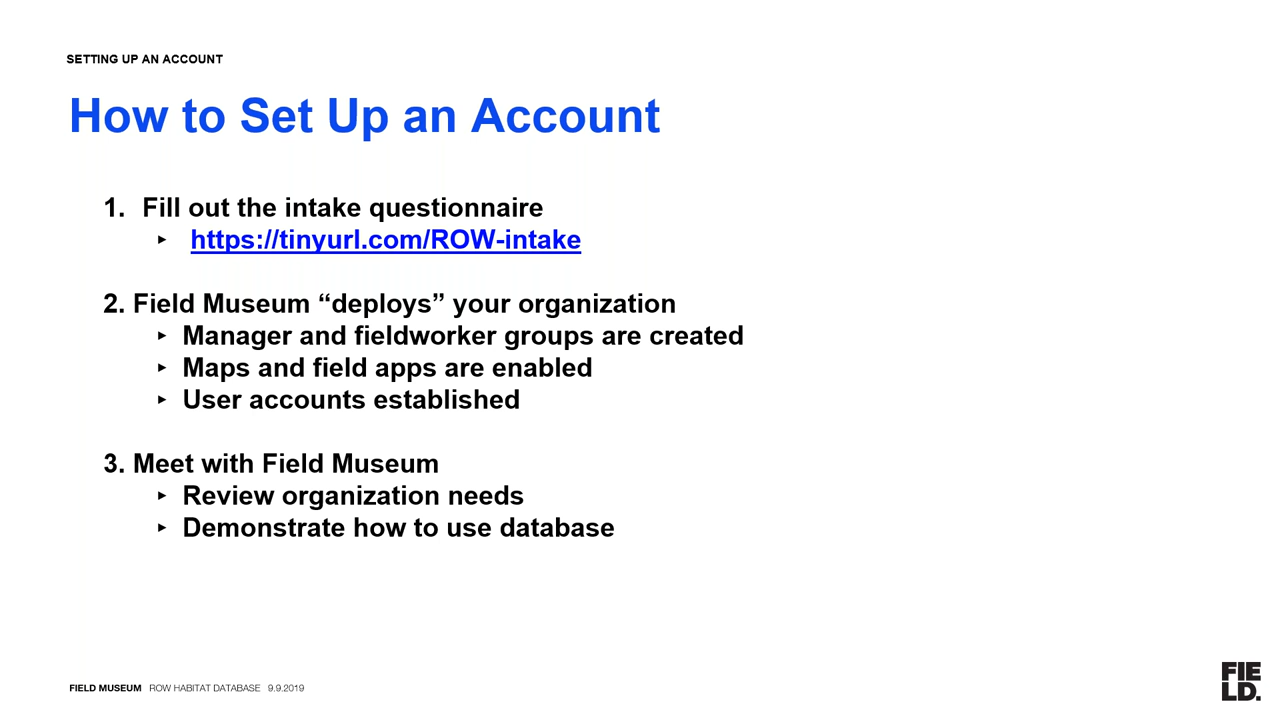 SETTING UP AN ACCOUNT
How to Set Up an Account
1. Fill out the intake questionnaire
‣ https://tinyurl.com/ROW-intake
2. Field Museum “deploys” your organization
‣ Manager and fieldworker groups are created
‣ Maps and field apps are enabled
‣ User accounts established
3. Meet with Field Museum
‣ Review organization needs
‣ Demonstrate how to use database
FIELD MUSEUM ROW HABITAT DATABASE 9.9.2019
FIE
LD.